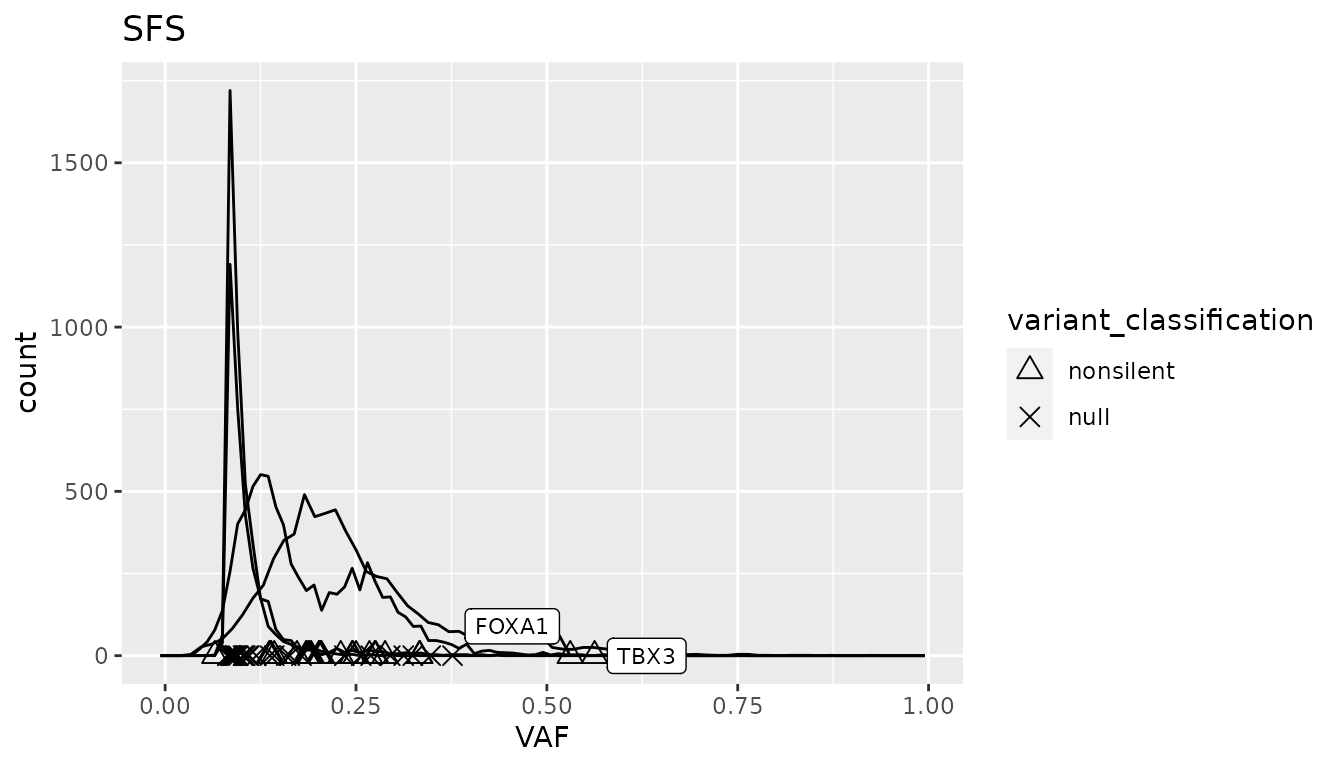 SFS
1500
1000
500
0
count
FOXA1
TBX3
0.00 0.25 0.50 0.75 1.00
VAF
variant_classification
nonsilent
null